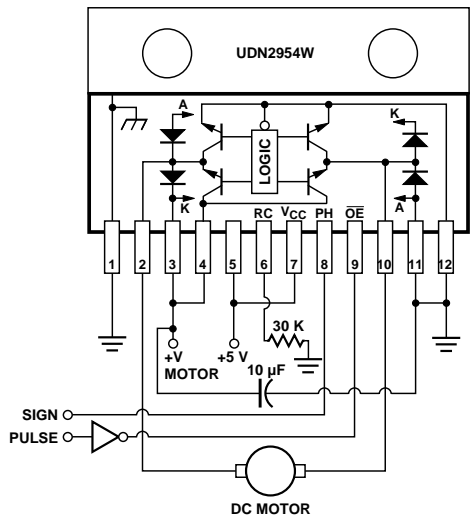 UDN2954W
A
K
K
A
LOGIC
RC
VCC
PH
OE
1
2
3
4
5
6
7
8
9
10
11
12
+V
MOTOR
+5 V
30 K
10 µF
SIGN
PULSE
DC MOTOR